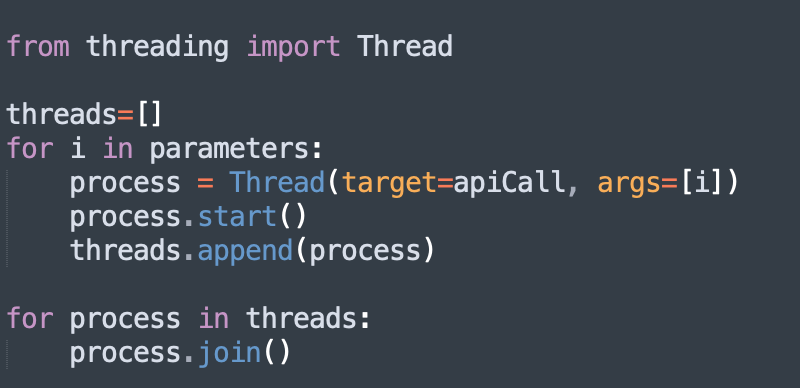 from threading import Thread
threads=[]
for i in parameters:
    process = Thread(target=apiCall, args=[i])
    process.start()
    threads.append(process)
for process in threads:
    process.join()